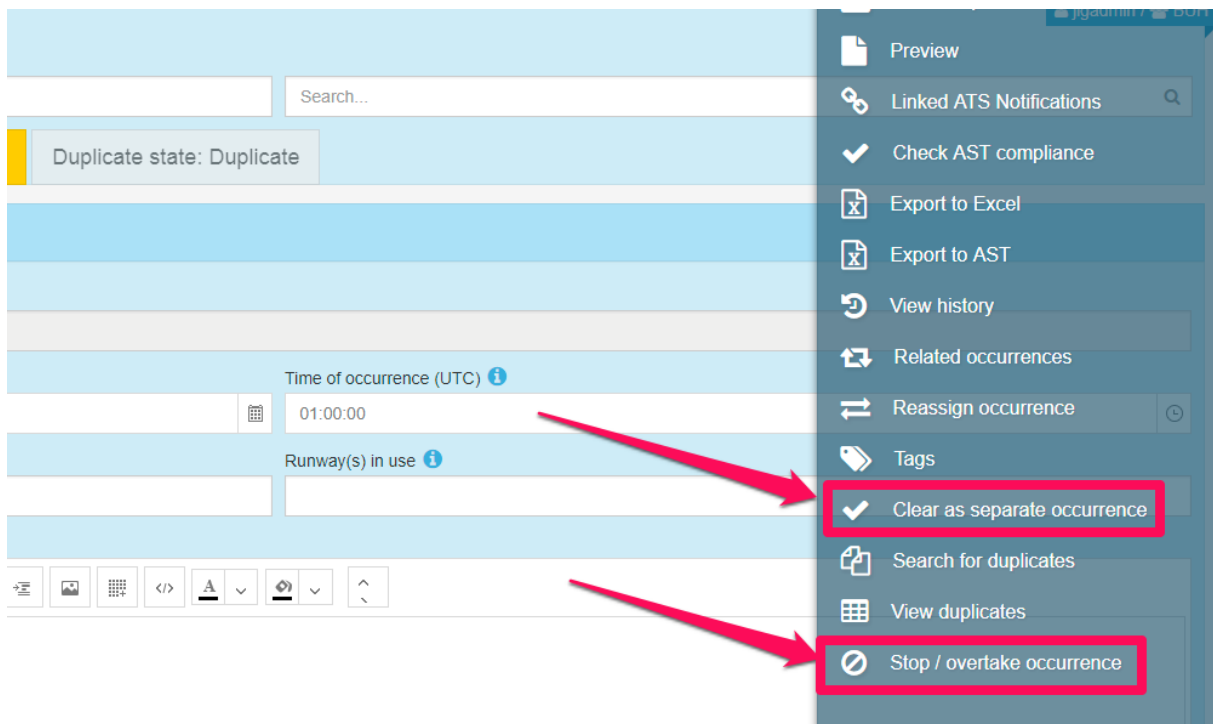 jigadmin /
Preview
Search...
Linked ATS Notifications
Duplicate state: Duplicate
Check AST compliance
Export to Excel
Export to AST
View history
Related occurrences
Time of occurrence (UTC)
01:00:00
Reassign occurrence
Runway(s) in use
Tags
Clear as separate occurrence
Search for duplicates
A
View duplicates
Stop / overtake occurrence